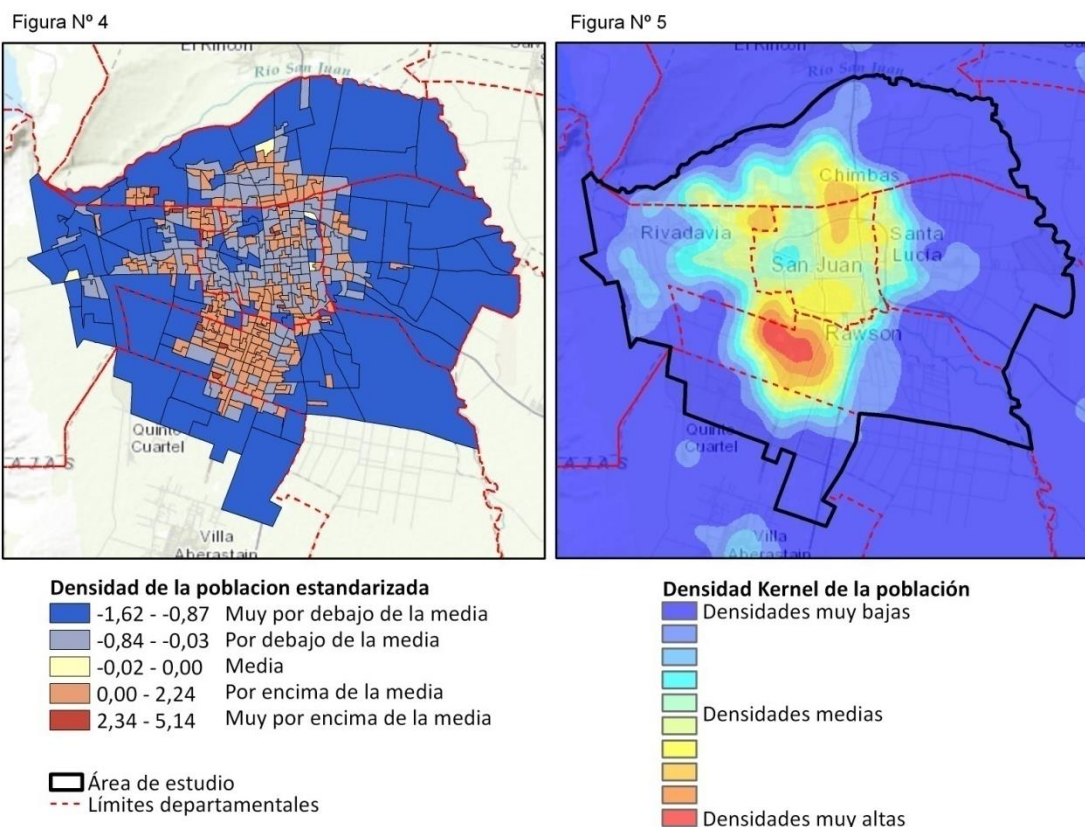 Figura Nº 4
El Rincón
Río San Juan
Quinto
Cuartel
Villa
Aberastain
Densidad de la poblacion estandarizada
-1,62 - -0,87 Muy por debajo de la media
-0,84 - -0,03 Por debajo de la media
-0,02 - 0,00 Media
0,00 - 2,24 Por encima de la media
2,34 - 5,14 Muy por encima de la media
Área de estudio
Límites departamentales
Figura Nº 5
El Rincón
Río San Juan
Chimbas
Rivadavia
Santa
Lucía
San Juan
Rawson
Quinto
Cuartel
Villa
Aberastain
Densidad Kernel de la población
Densidades muy bajas
Densidades medias
Densidades muy altas